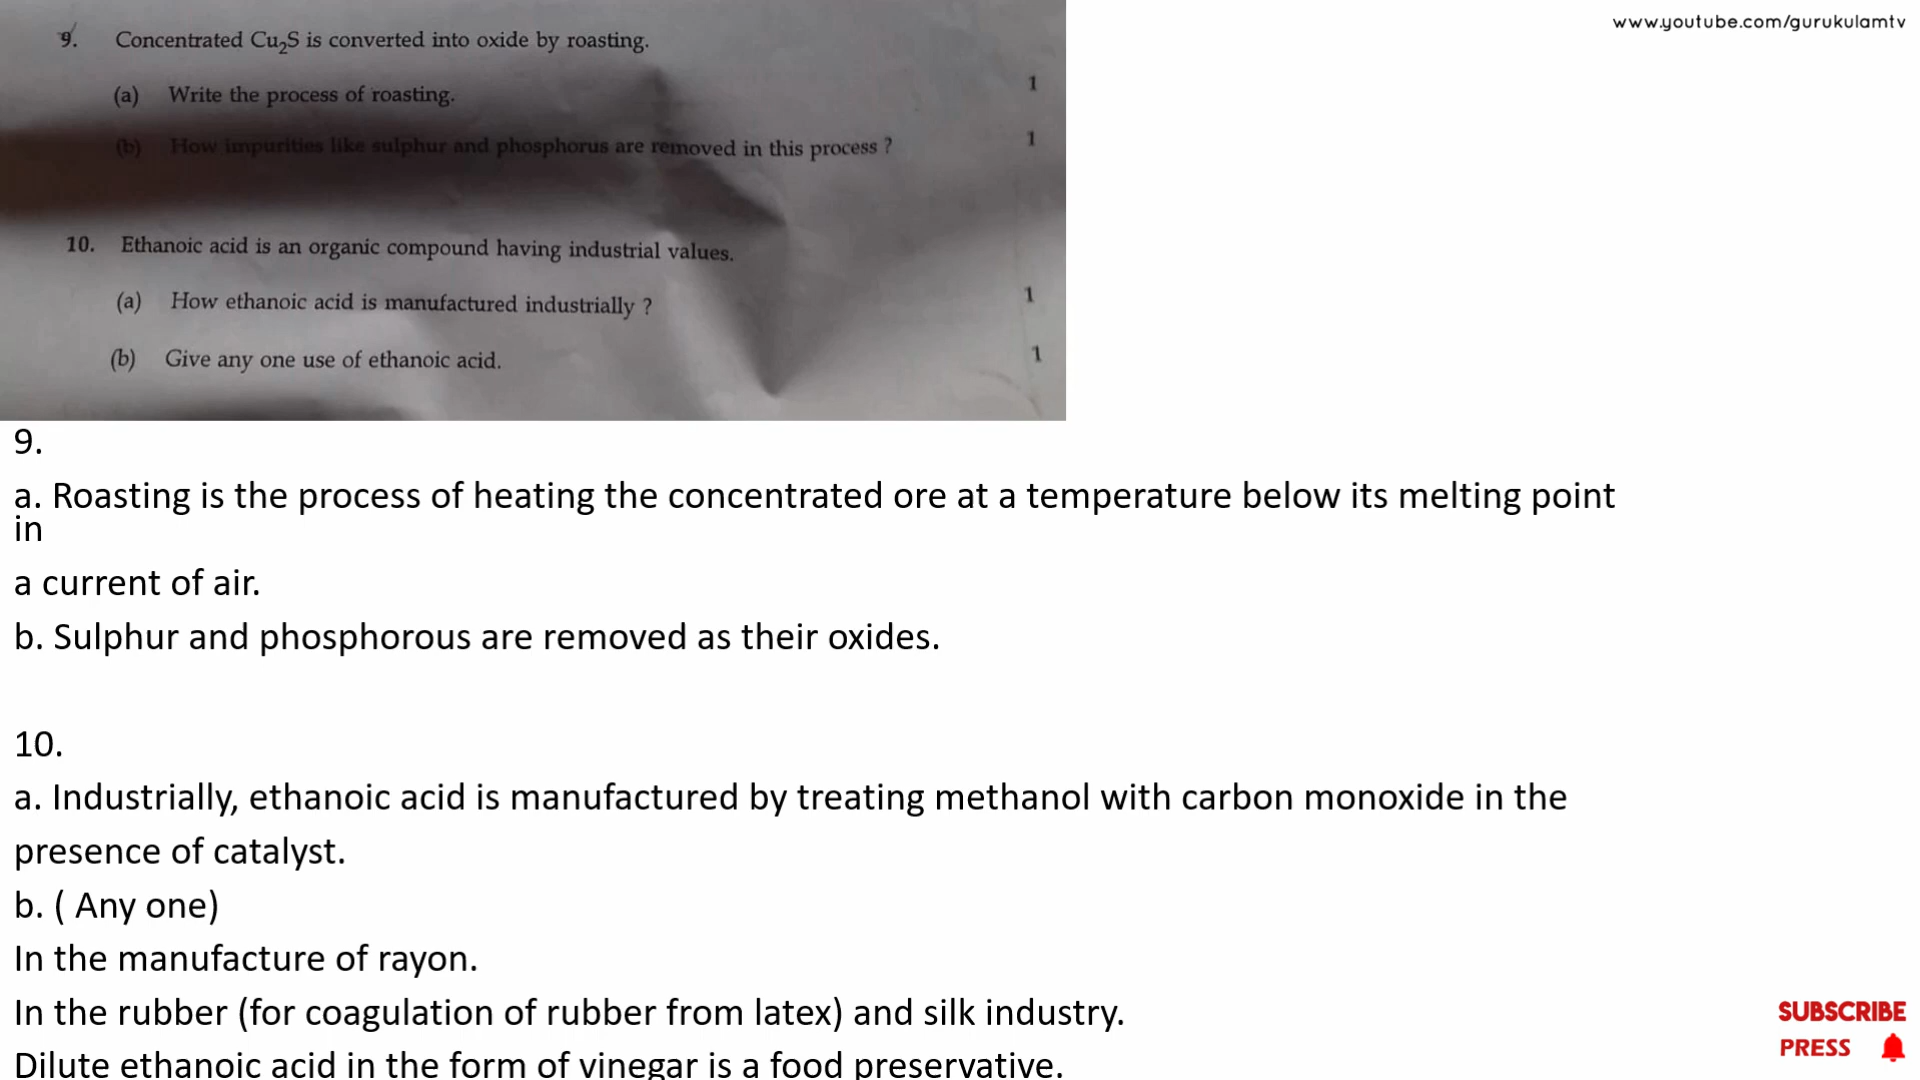 www.youtube.com/gurukulamtv
9. Concentrated Cu₂S is converted into oxide by roasting.
(a) Write the process of roasting. 1
(b) How impurities like sulphur and phosphorus are removed in this process ? 1
10. Ethanoic acid is an organic compound having industrial values.
(a) How ethanoic acid is manufactured industrially ? 1
(b) Give any one use of ethanoic acid. 1
9.
a. Roasting is the process of heating the concentrated ore at a temperature below its melting point
in
a current of air.
b. Sulphur and phosphorous are removed as their oxides.
10.
a. Industrially, ethanoic acid is manufactured by treating methanol with carbon monoxide in the
presence of catalyst.
b. ( Any one)
In the manufacture of rayon.
In the rubber (for coagulation of rubber from latex) and silk industry.
Dilute ethanoic acid in the form of vinegar is a food preservative.
SUBSCRIBE
PRESS